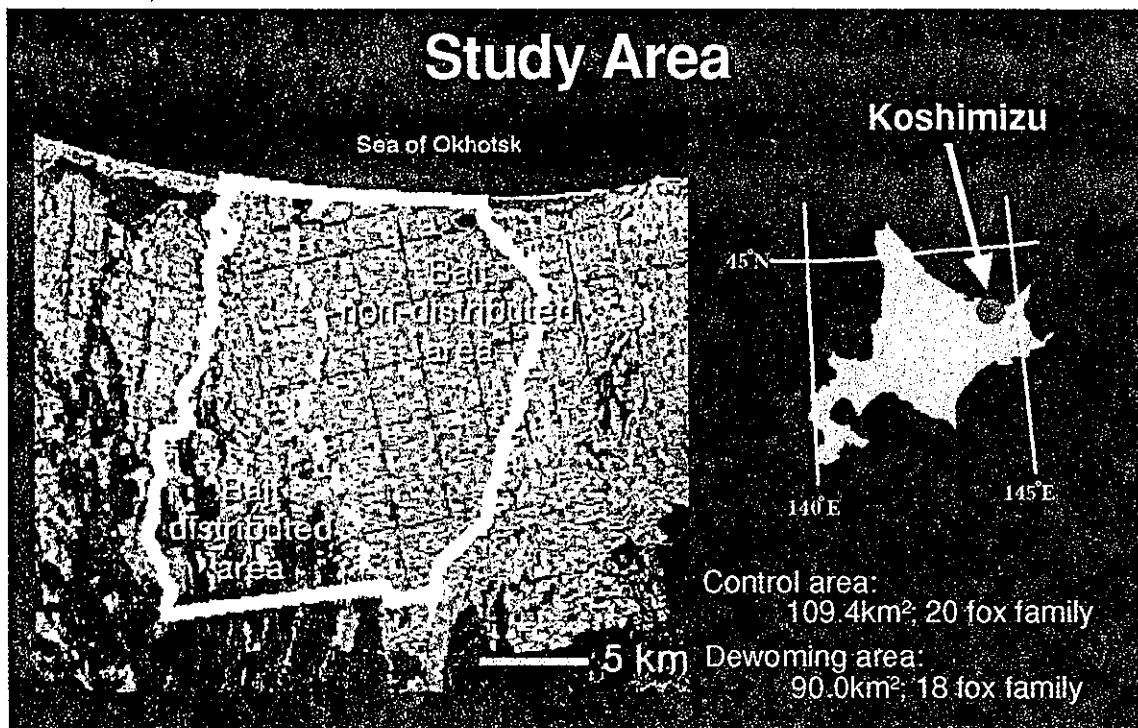 Study Area
Sea of Okhotsk
Bait
non-distributed
area
Bait
distributed
area
5 km
Koshimizu
45°N
140°E
145°E
Control area:
109.4km²; 20 fox family
Dewoming area:
90.0km²; 18 fox family